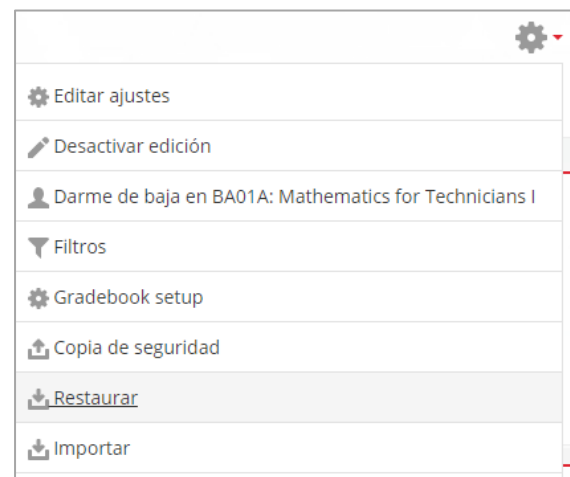 Editar ajustes
Desactivar edición
Darme de baja en BA01A: Mathematics for Technicians I
Filtros
Gradebook setup
Copia de seguridad
Restaurar
Importar